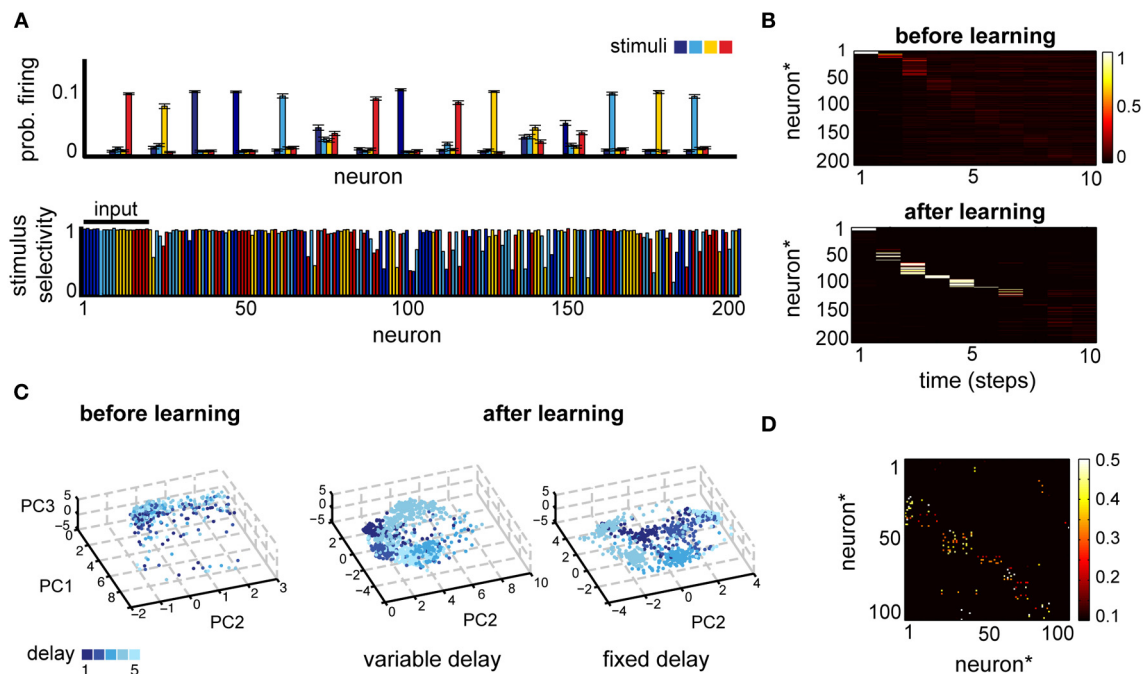 A
stimuli
prob. firing
0.1
0
neuron
input
stimulus
selectivity
1
0
1 50 100 150 200
neuron
B
before learning
neuron*
1
50
100
150
200
1 5 10
1
0.5
0
after learning
neuron*
1
50
100
150
200
1 5 10
time (steps)
C
before learning
after learning
PC3
5
0
−5
0
2
4
6
8
PC1
−2 −1 0 1 2 3
PC2
5
0
−5
4
2
0
−2
−4
0 2 4 6 8 10
PC2
5
0
−5
4
2
0
−2
−4
−4 −2 0 2 4
PC2
delay
1 5
variable delay
fixed delay
D
neuron*
1
50
100
1 50 100
neuron*
0.5
0.4
0.3
0.2
0.1